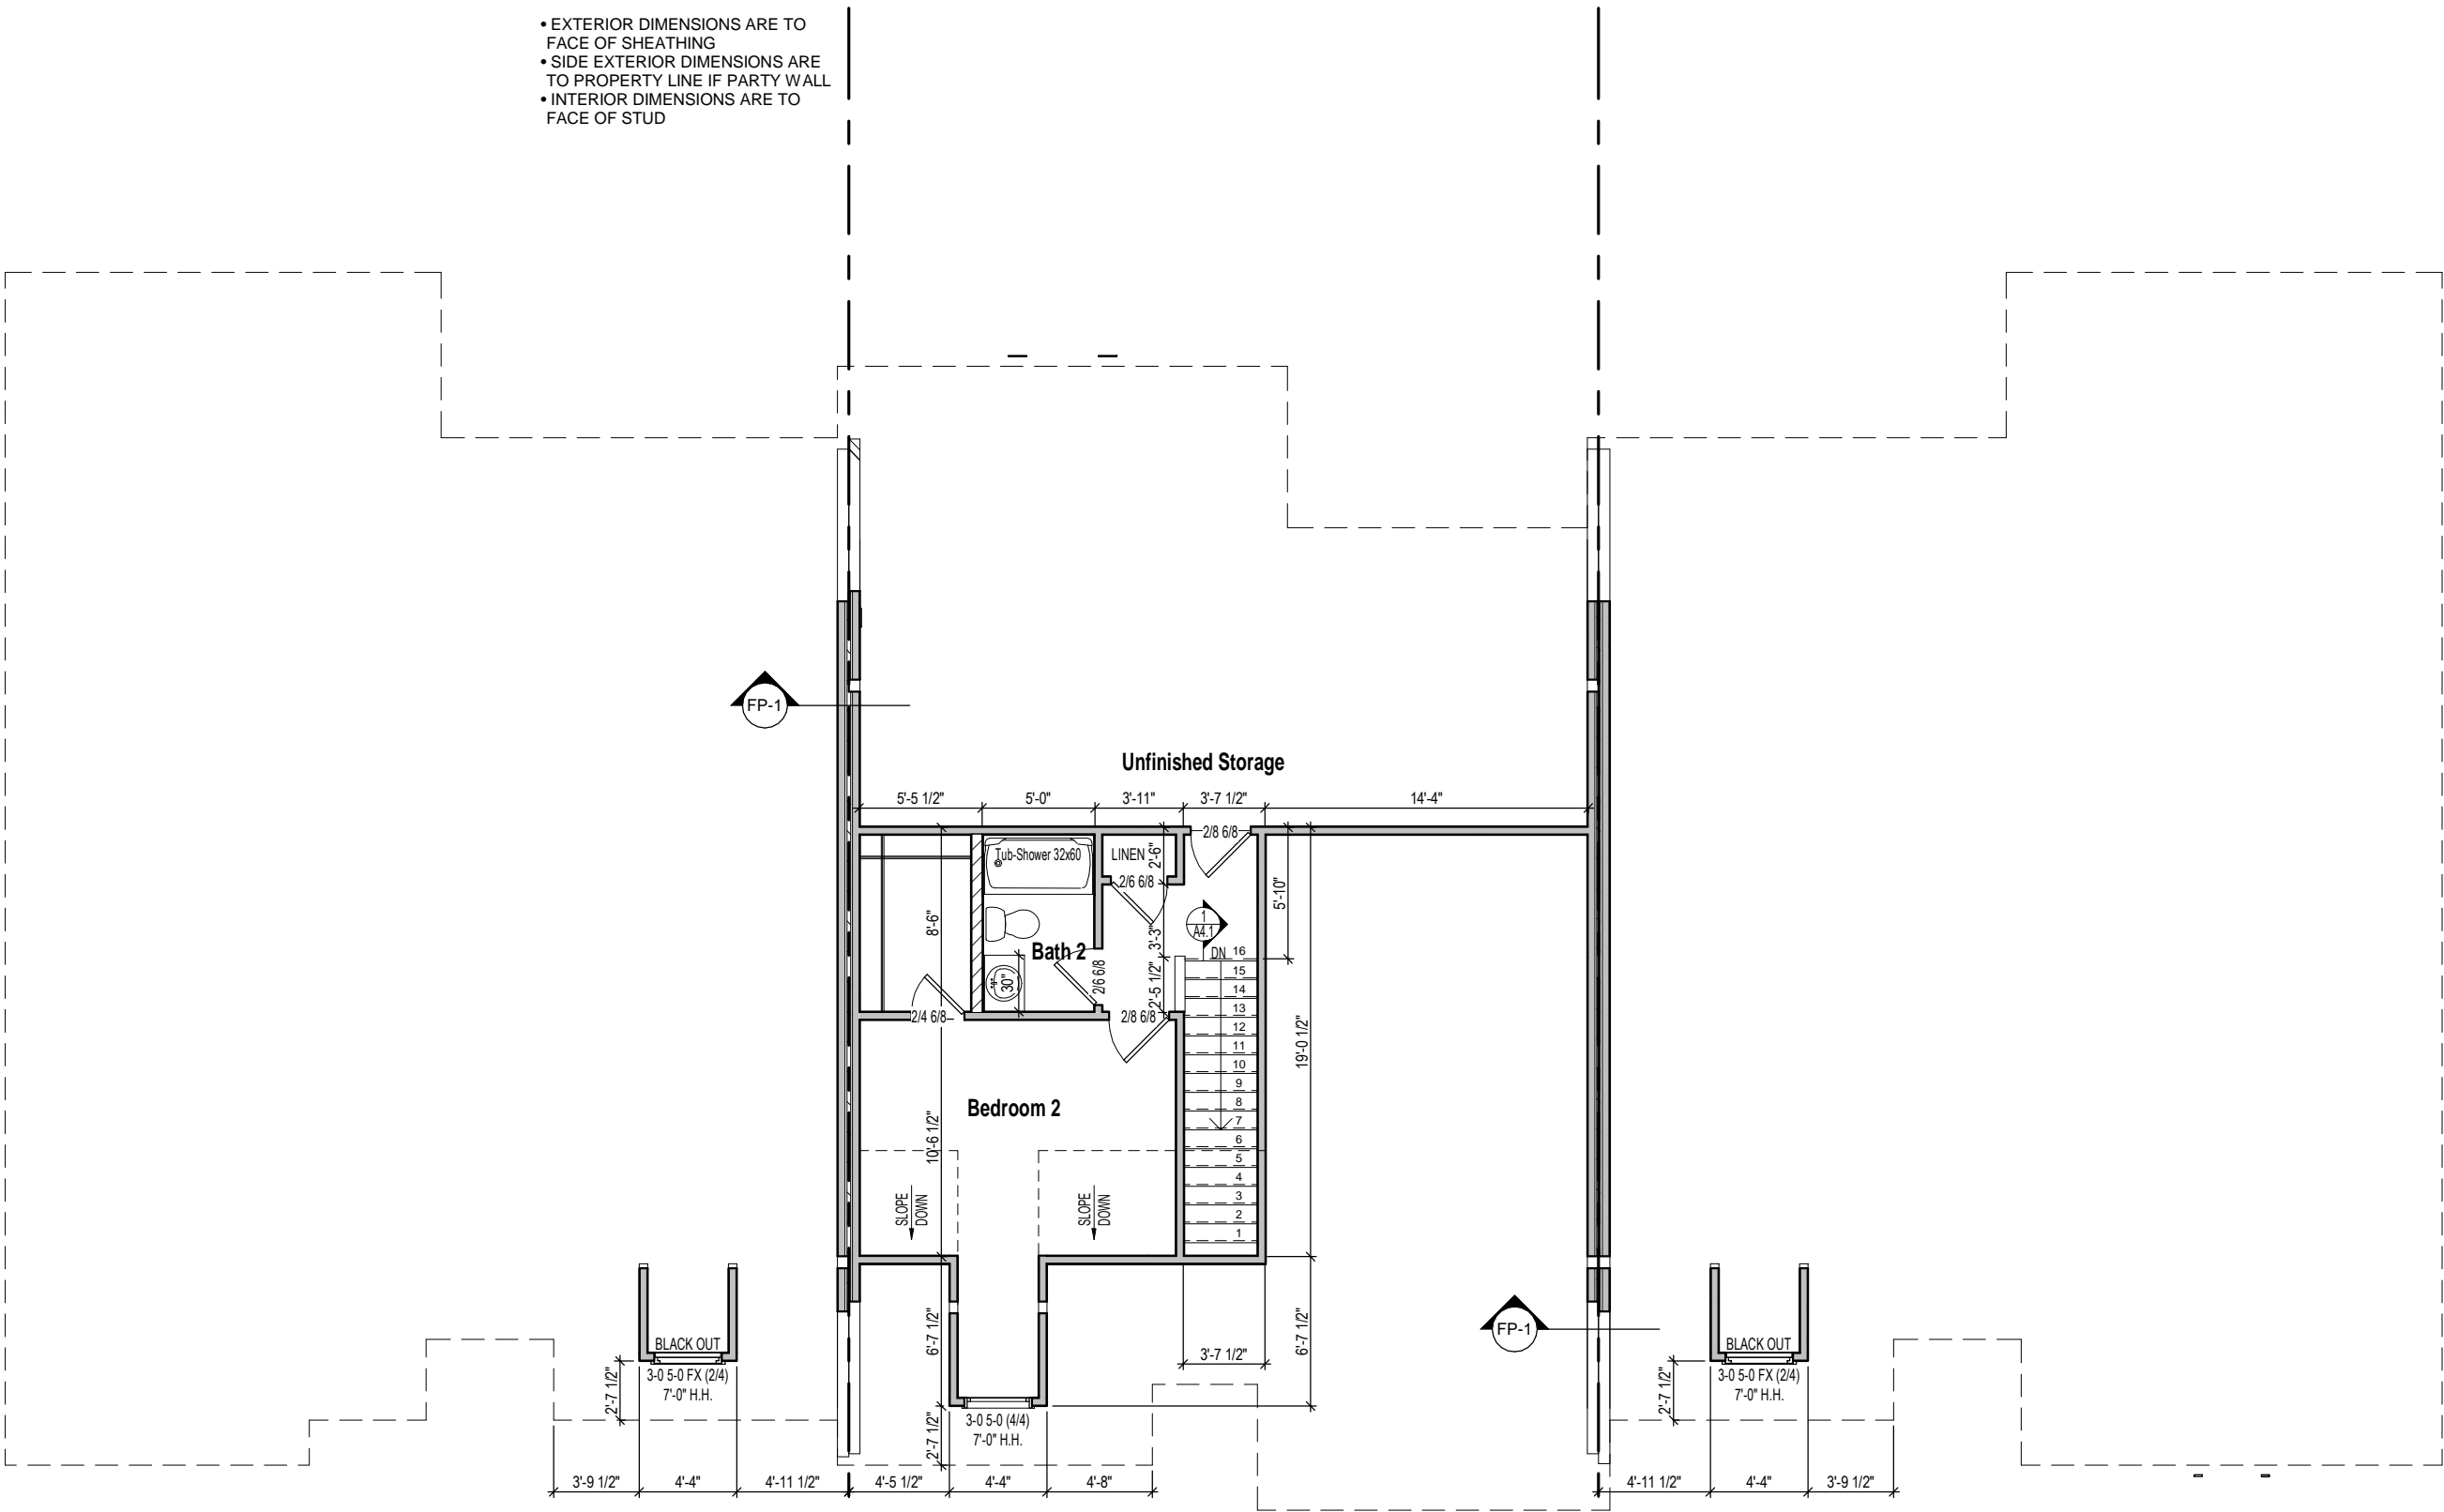 • EXTERIOR DIMENSIONS ARE TO
FACE OF SHEATHING
• SIDE EXTERIOR DIMENSIONS ARE
TO PROPERTY LINE IF PARTY WALL
• INTERIOR DIMENSIONS ARE TO
FACE OF STUD
FP-1
Unfinished Storage
5'-5 1/2"
5'-0"
3'-11"
3'-7 1/2"
14'-4"
2/8 6/8
Tub-Shower 32x60
LINEN
2'-6"
2/6 6/8
5'-10"
8'-6"
1
A4.1
3'-3"
Bath 2
DN
16
15
14
13
12
11
10
9
8
7
6
5
4
3
2
1
2/6 6/8
2'-5 1/2"
30"
2/4 6/8
2/8 6/8
19'-0 1/2"
Bedroom 2
10'-6 1/2"
SLOPE
DOWN
SLOPE
DOWN
6'-7 1/2"
3'-7 1/2"
6'-7 1/2"
FP-1
BLACK OUT
3-0 5-0 FX (2/4)
7'-0" H.H.
2'-7 1/2"
3-0 5-0 (4/4)
7'-0" H.H.
2'-7 1/2"
BLACK OUT
3-0 5-0 FX (2/4)
7'-0" H.H.
2'-7 1/2"
3'-9 1/2"
4'-4"
4'-11 1/2"
4'-5 1/2"
4'-4"
4'-8"
4'-11 1/2"
4'-4"
3'-9 1/2"